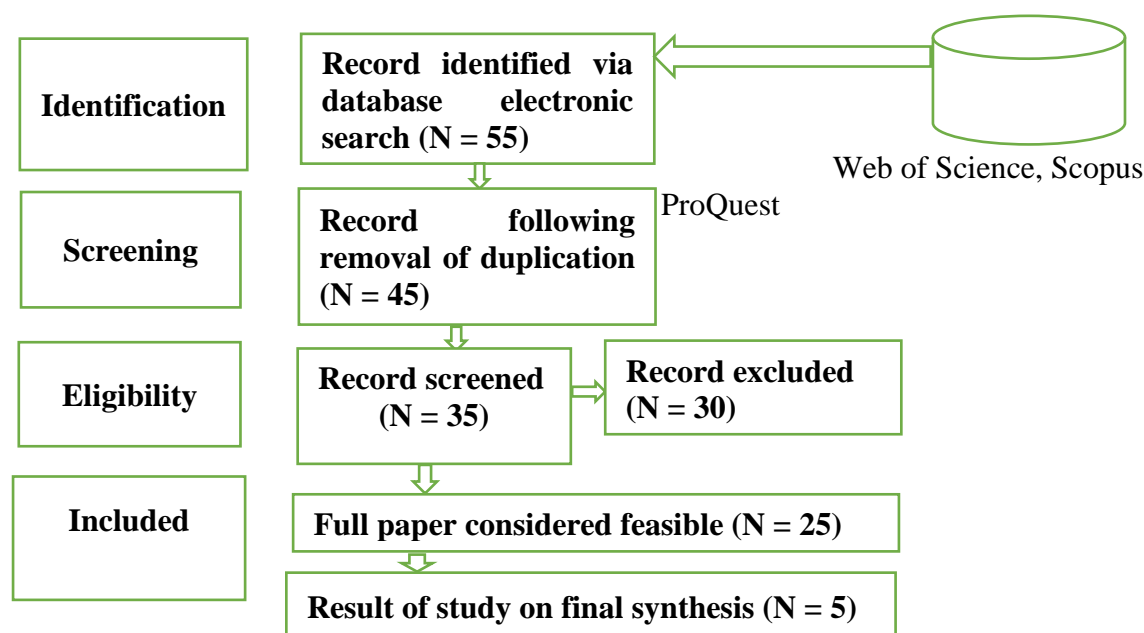 Identification
Record identified via
database electronic
search (N = 55)
Web of Science, Scopus
ProQuest
Screening
Record following
removal of duplication
(N = 45)
Eligibility
Record screened
(N = 35)
Record excluded
(N = 30)
Included
Full paper considered feasible (N = 25)
Result of study on final synthesis (N = 5)